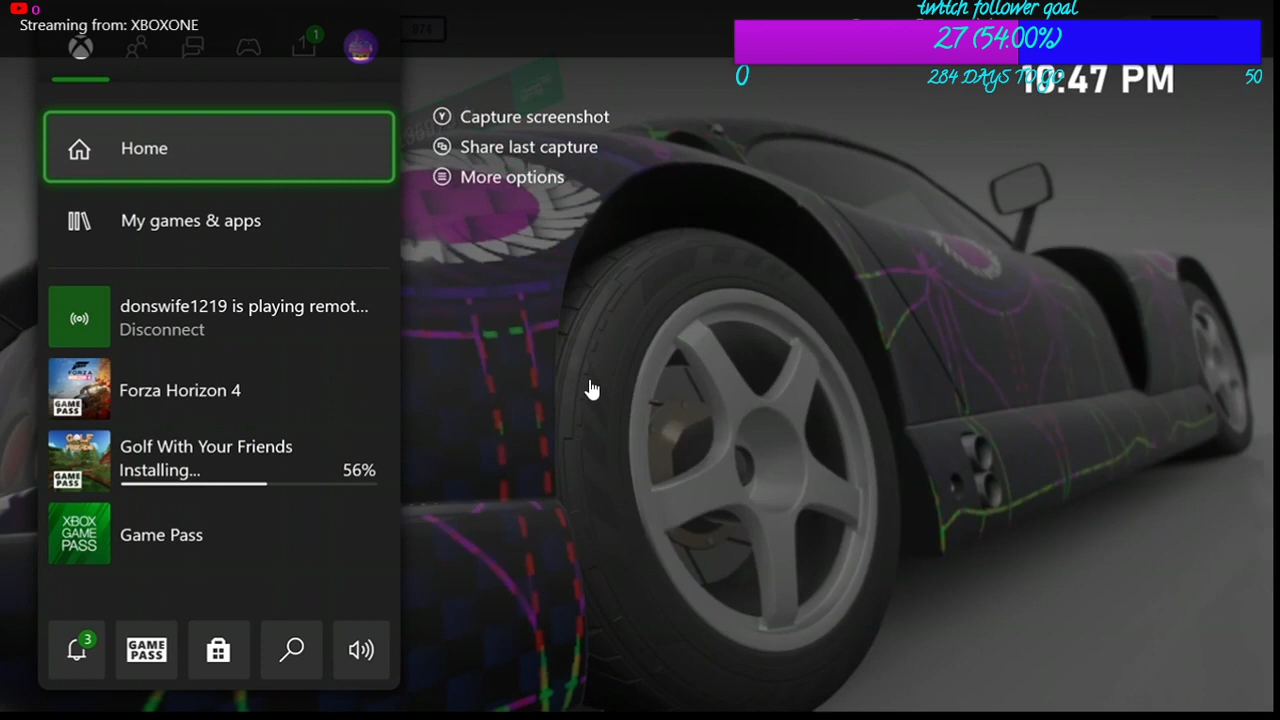 0
Streaming from: XBOXONE
1
974
twitch follower goal
27 (54.00%)
0
284 DAYS TO GO
50
10:47 PM
Home
Capture screenshot
Share last capture
More options
My games & apps
donswife1219 is playing remot...
Disconnect
FORZA HORIZON 4
GAME PASS
Forza Horizon 4
GAME PASS
Golf With Your Friends
Installing...
56%
XBOX GAME PASS
Game Pass
3
GAME PASS